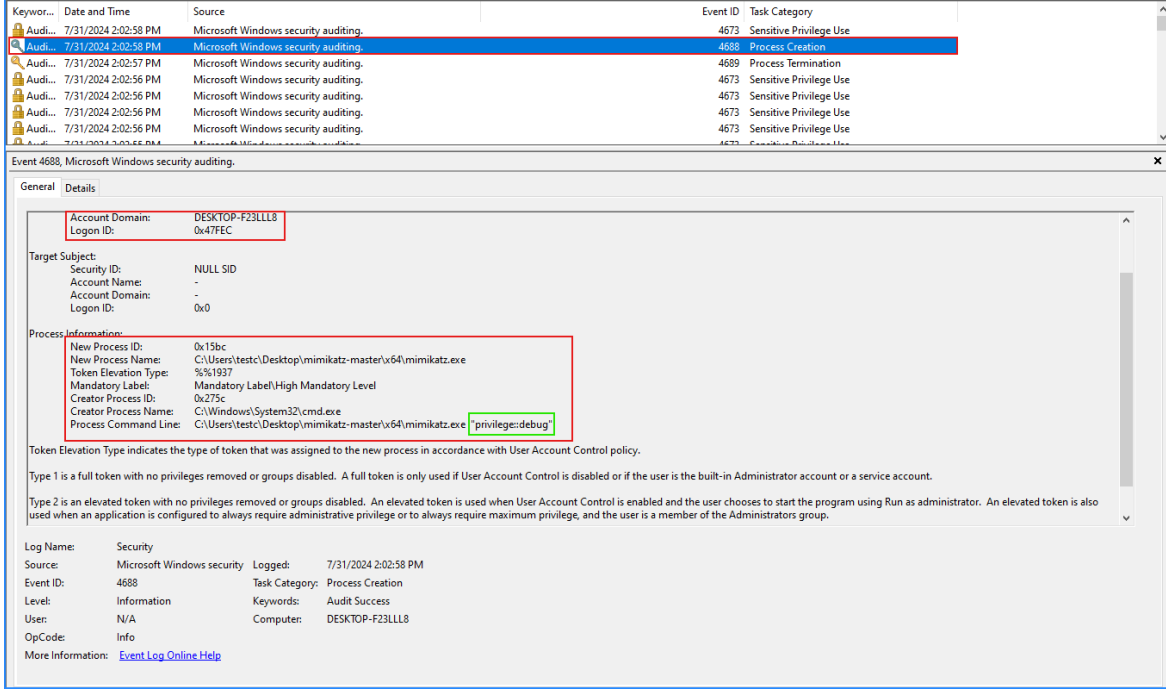 Keywor... Date and Time Source Event ID Task Category
Audi... 7/31/2024 2:02:58 PM Microsoft Windows security auditing. 4673 Sensitive Privilege Use
Audi... 7/31/2024 2:02:58 PM Microsoft Windows security auditing. 4688 Process Creation
Audi... 7/31/2024 2:02:57 PM Microsoft Windows security auditing. 4689 Process Termination
Audi... 7/31/2024 2:02:56 PM Microsoft Windows security auditing. 4673 Sensitive Privilege Use
Audi... 7/31/2024 2:02:56 PM Microsoft Windows security auditing. 4673 Sensitive Privilege Use
Audi... 7/31/2024 2:02:56 PM Microsoft Windows security auditing. 4673 Sensitive Privilege Use
Audi... 7/31/2024 2:02:56 PM Microsoft Windows security auditing. 4673 Sensitive Privilege Use
Audi... 7/31/2024 2:02:55 PM Microsoft Windows security auditing. 4673 Sensitive Privilege Use
Event 4688, Microsoft Windows security auditing.
General Details
Account Domain: DESKTOP-F23LLL8
Logon ID: 0x47FEC
Target Subject:
Security ID: NULL SID
Account Name: -
Account Domain: -
Logon ID: 0x0
Process Information:
New Process ID: 0x15bc
New Process Name: C:\Users\testc\Desktop\mimikatz-master\x64\mimikatz.exe
Token Elevation Type: %%1937
Mandatory Label: Mandatory Label\High Mandatory Level
Creator Process ID: 0x275c
Creator Process Name: C:\Windows\System32\cmd.exe
Process Command Line: C:\Users\testc\Desktop\mimikatz-master\x64\mimikatz.exe "privilege::debug"
Token Elevation Type indicates the type of token that was assigned to the new process in accordance with User Account Control policy.
Type 1 is a full token with no privileges removed or groups disabled. A full token is only used if User Account Control is disabled or if the user is the built-in Administrator account or a service account.
Type 2 is an elevated token with no privileges removed or groups disabled. An elevated token is used when User Account Control is enabled and the user chooses to start the program using Run as administrator. An elevated token is also
used when an application is configured to always require administrative privilege or to always require maximum privilege, and the user is a member of the Administrators group.
Log Name: Security
Source: Microsoft Windows security Logged: 7/31/2024 2:02:58 PM
Event ID: 4688 Task Category: Process Creation
Level: Information Keywords: Audit Success
User: N/A Computer: DESKTOP-F23LLL8
OpCode: Info
More Information: Event Log Online Help